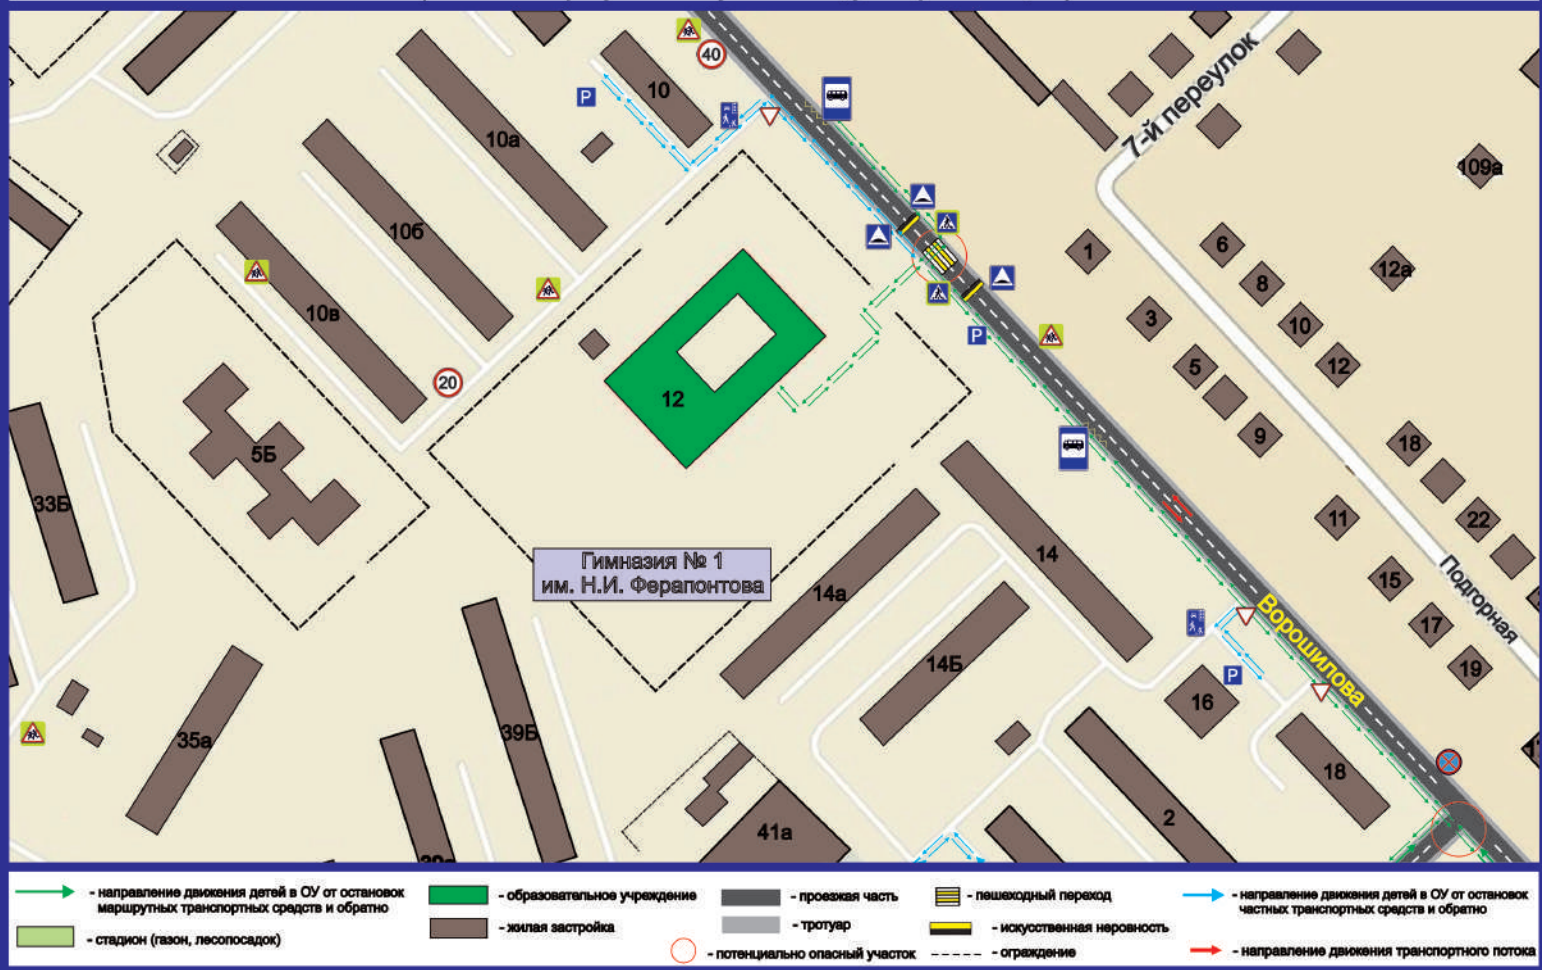 40
10
P
10а
7-й переулок
109а
10б
1
6
12а
8
10в
3
10
P
5
12
20
12
9
18
5Б
33Б
11
22
Гимназия № 1
им. Н.И. Ферапонтова
14
14а
15
Подгорная
17
Ворошилова
14Б
19
P
16
35а
39Б
18
2
41а
- направление движения детей в ОУ от остановок
маршрутных транспортных средств и обратно
- стадион (газон, лесопосадок)
- образовательное учреждение
- жилая застройка
- проезжая часть
- тротуар
- потенциально опасный участок
- пешеходный переход
- искусственная неровность
- ограждение
- направление движения детей в ОУ от остановок
частных транспортных средств и обратно
- направление движения транспортного потока